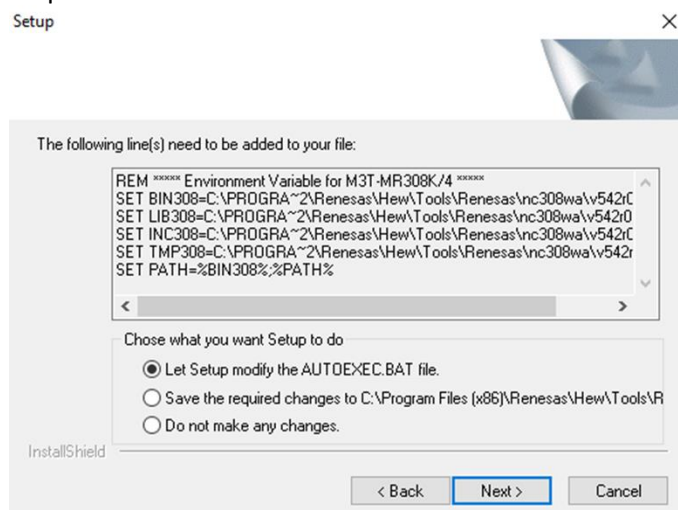 Setup
The following line(s) need to be added to your file:
REM ***** Environment Variable for M3T-MR308K/4 *****
SET BIN308=C:\PROGRA~2\Renesas\Hew\Tools\Renesas\nc308wa\v542r0
SET LIB308=C:\PROGRA~2\Renesas\Hew\Tools\Renesas\nc308wa\v542r0
SET INC308=C:\PROGRA~2\Renesas\Hew\Tools\Renesas\nc308wa\v542r0
SET TMP308=C:\PROGRA~2\Renesas\Hew\Tools\Renesas\nc308wa\v542r
SET PATH=%BIN308%;%PATH%
Chose what you want Setup to do
Let Setup modify the AUTOEXEC.BAT file.
Save the required changes to C:\Program Files (x86)\Renesas\Hew\Tools\R
Do not make any changes.
InstallShield
< Back Next > Cancel